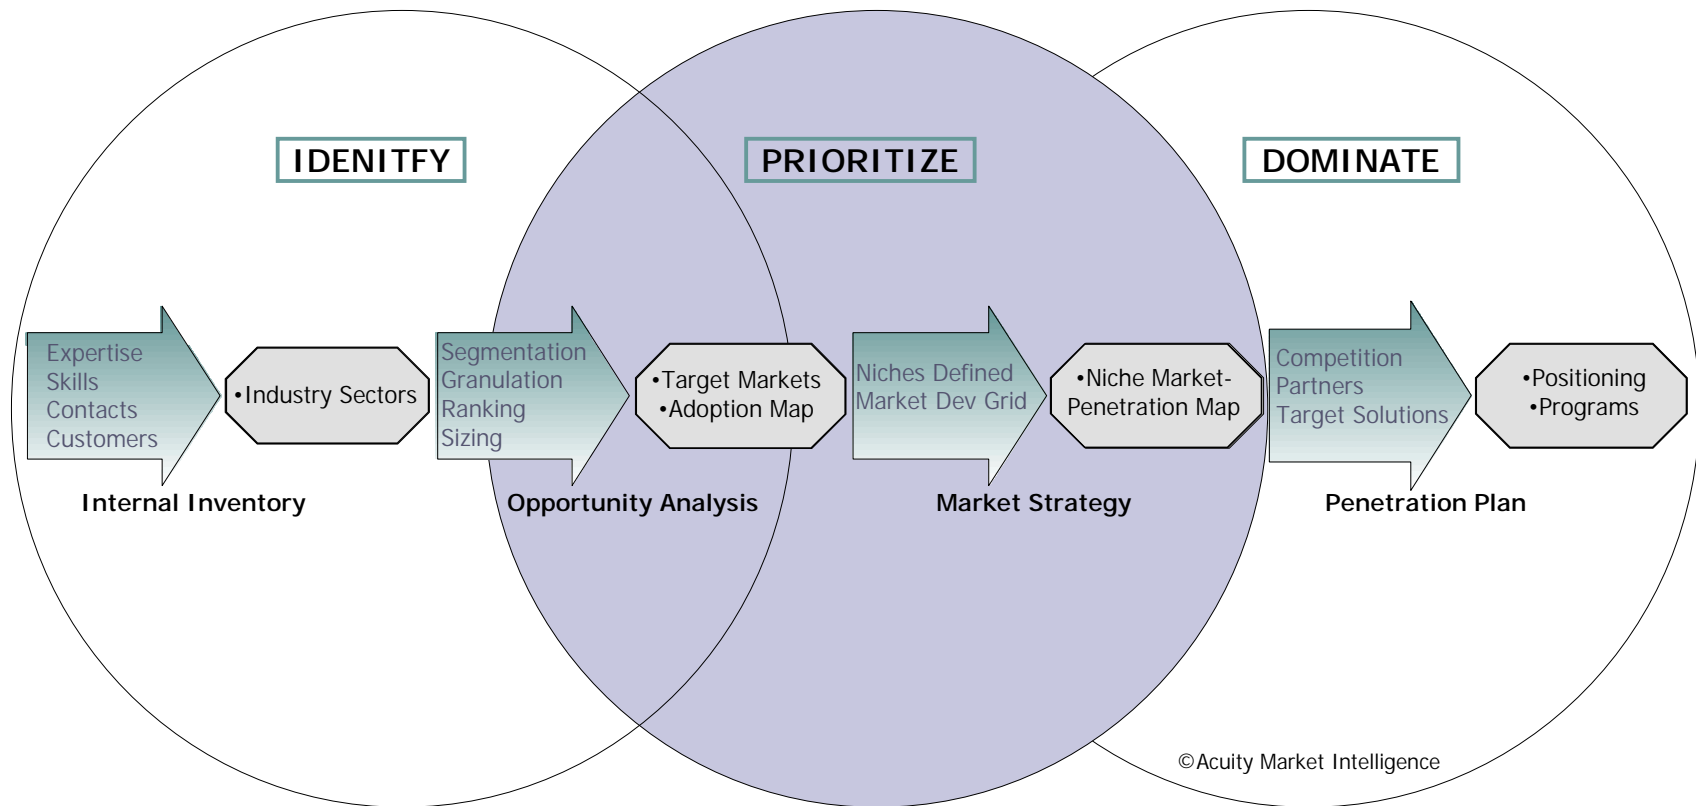 IDENITFY
PRIORITIZE
DOMINATE
Expertise
Skills
Contacts
Customers
•Industry Sectors
Internal Inventory
Segmentation
Granulation
Ranking
Sizing
•Target Markets
•Adoption Map
Opportunity Analysis
Niches Defined
Market Dev Grid
•Niche Market-
Penetration Map
Market Strategy
Competition
Partners
Target Solutions
•Positioning
•Programs
Penetration Plan
©Acuity Market Intelligence